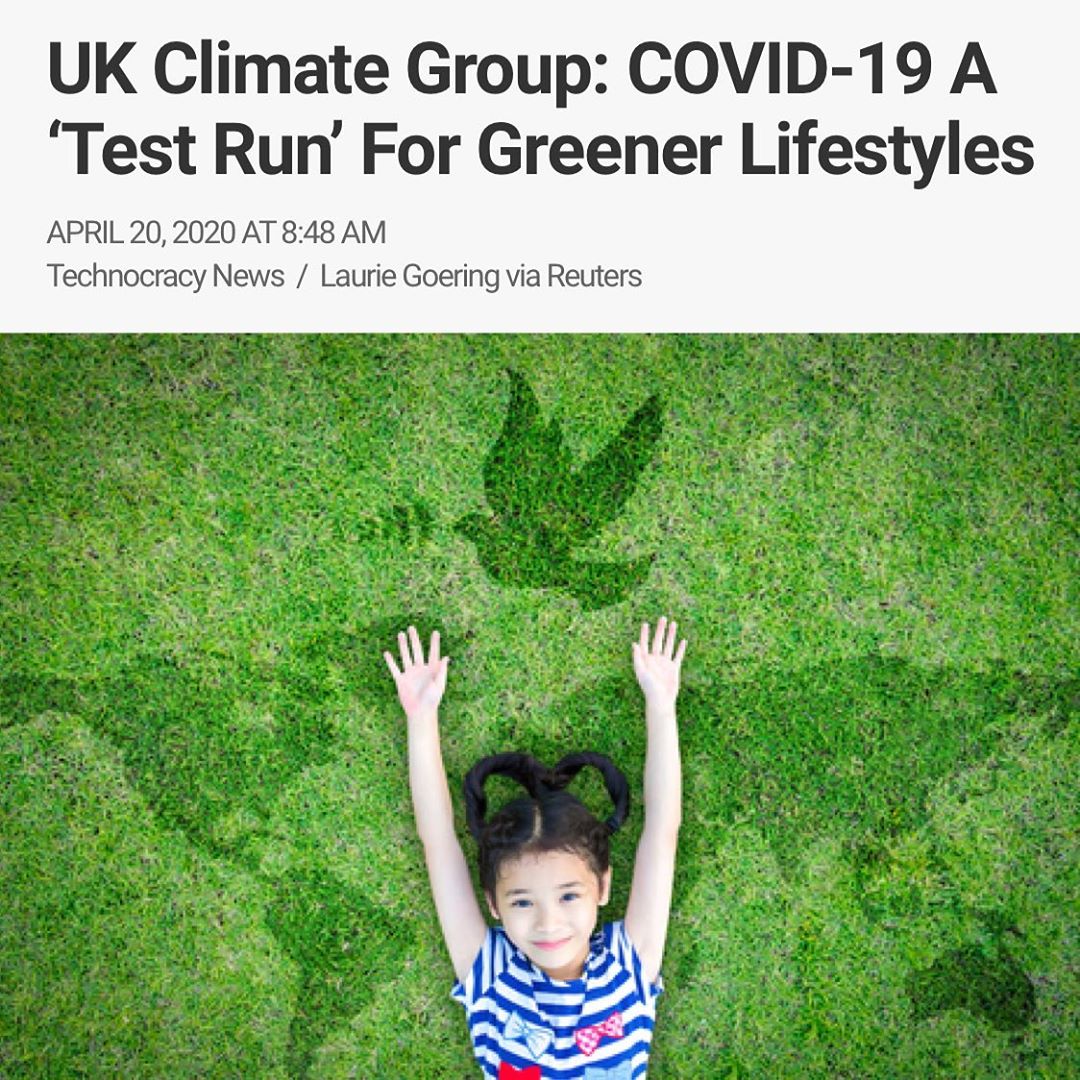 UK Climate Group: COVID-19 A
‘Test Run’ For Greener Lifestyles
APRIL 20, 2020 AT 8:48 AM
Technocracy News / Laurie Goering via Reuters